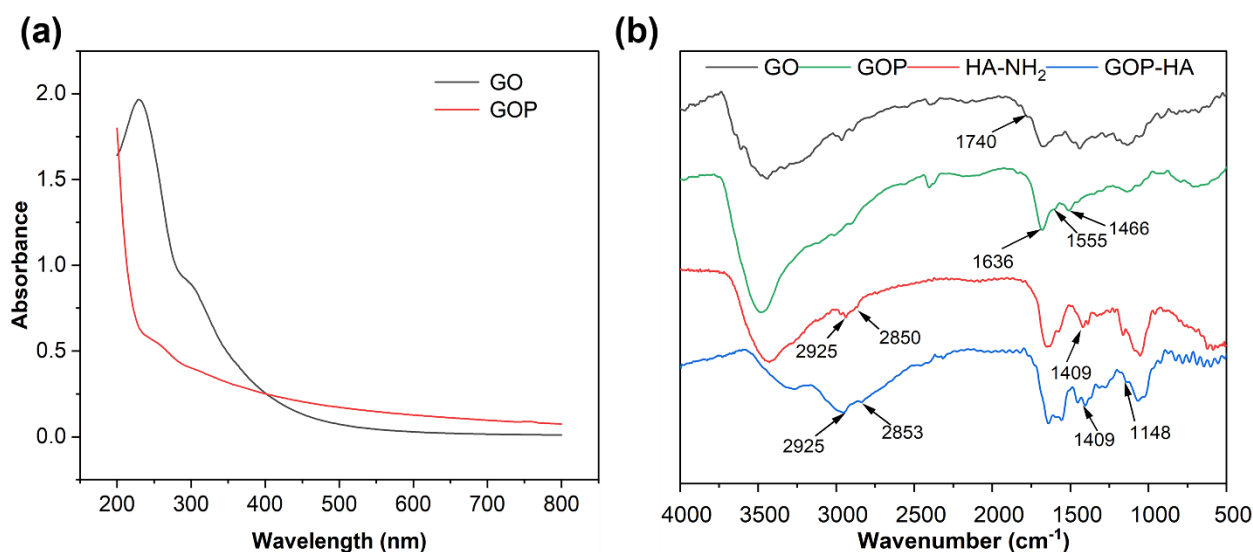 (a)
GO
GOP
2.0
1.5
1.0
0.5
0.0
Absorbance
200 300 400 500 600 700 800
Wavelength (nm)
(b)
GO GOP HA-NH₂ GOP-HA
1740
1636
1555
1466
2925
2850
1409
2925
2853
1409
1148
4000 3500 3000 2500 2000 1500 1000 500
Wavenumber (cm⁻¹)